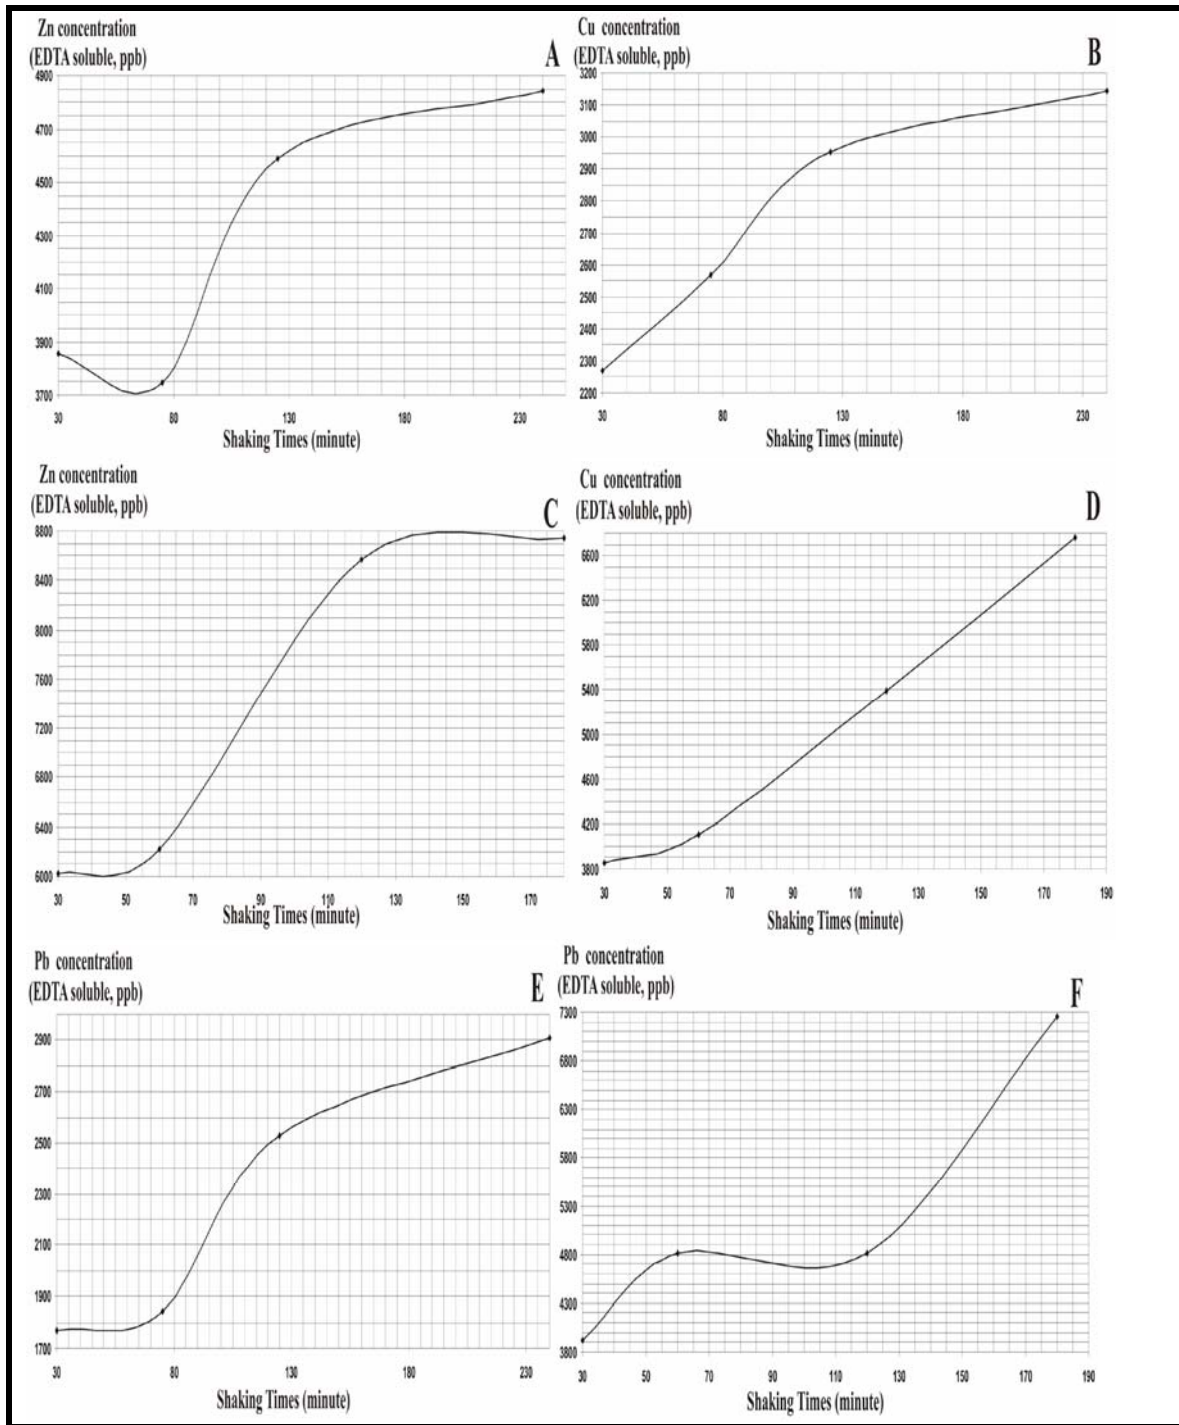 Zn concentration
(EDTA soluble, ppb)
A
4900
4700
4500
4300
4100
3900
3700
30 80 130 180 230
Shaking Times (minute)
Cu concentration
(EDTA soluble, ppb)
B
3200
3100
3000
2900
2800
2700
2600
2500
2400
2300
2200
30 80 130 180 230
Shaking Times (minute)
Zn concentration
(EDTA soluble, ppb)
C
8800
8400
8000
7600
7200
6800
6400
6000
30 50 70 90 110 130 150 170
Shaking Times (minute)
Cu concentration
(EDTA soluble, ppb)
D
6600
6200
5800
5400
5000
4600
4200
3800
30 50 70 90 110 130 150 170 190
Shaking Times (minute)
Pb concentration
(EDTA soluble, ppb)
E
2900
2700
2500
2300
2100
1900
1700
30 80 130 180 230
Shaking Times (minute)
Pb concentration
(EDTA soluble, ppb)
F
7300
6800
6300
5800
5300
4800
4300
3800
30 50 70 90 110 130 150 170 190
Shaking Times (minute)